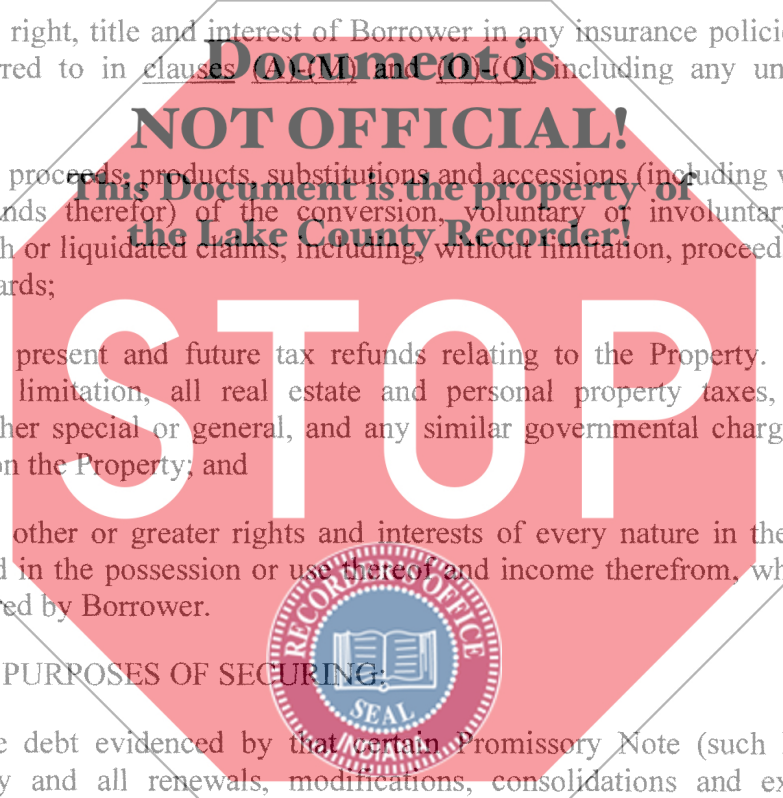 right, title and interest of Borrower in any insurance polici
Document is
rred to in clauses (A)-(M) and (O)-(Q) including any un
NOT OFFICIAL!
proceeds, products, substitutions and accessions (including
This Document is the property of
nds therefor) of the conversion, voluntary or involuntar
the Lake County Recorder!
h or liquidated claims, including, without limitation, proceed
ards;
STOP
present and future tax refunds relating to the Property.
limitation, all real estate and personal property taxes,
her special or general, and any similar governmental charg
on the Property; and
other or greater rights and interests of every nature in the
d in the possession or use thereof and income therefrom, wh
red by Borrower.
RECORDER'S OFFICE
SEAL
INDIANA
PURPOSES OF SECURING:
e debt evidenced by that certain Promissory Note (such
y and all renewals, modifications, consolidations and ex